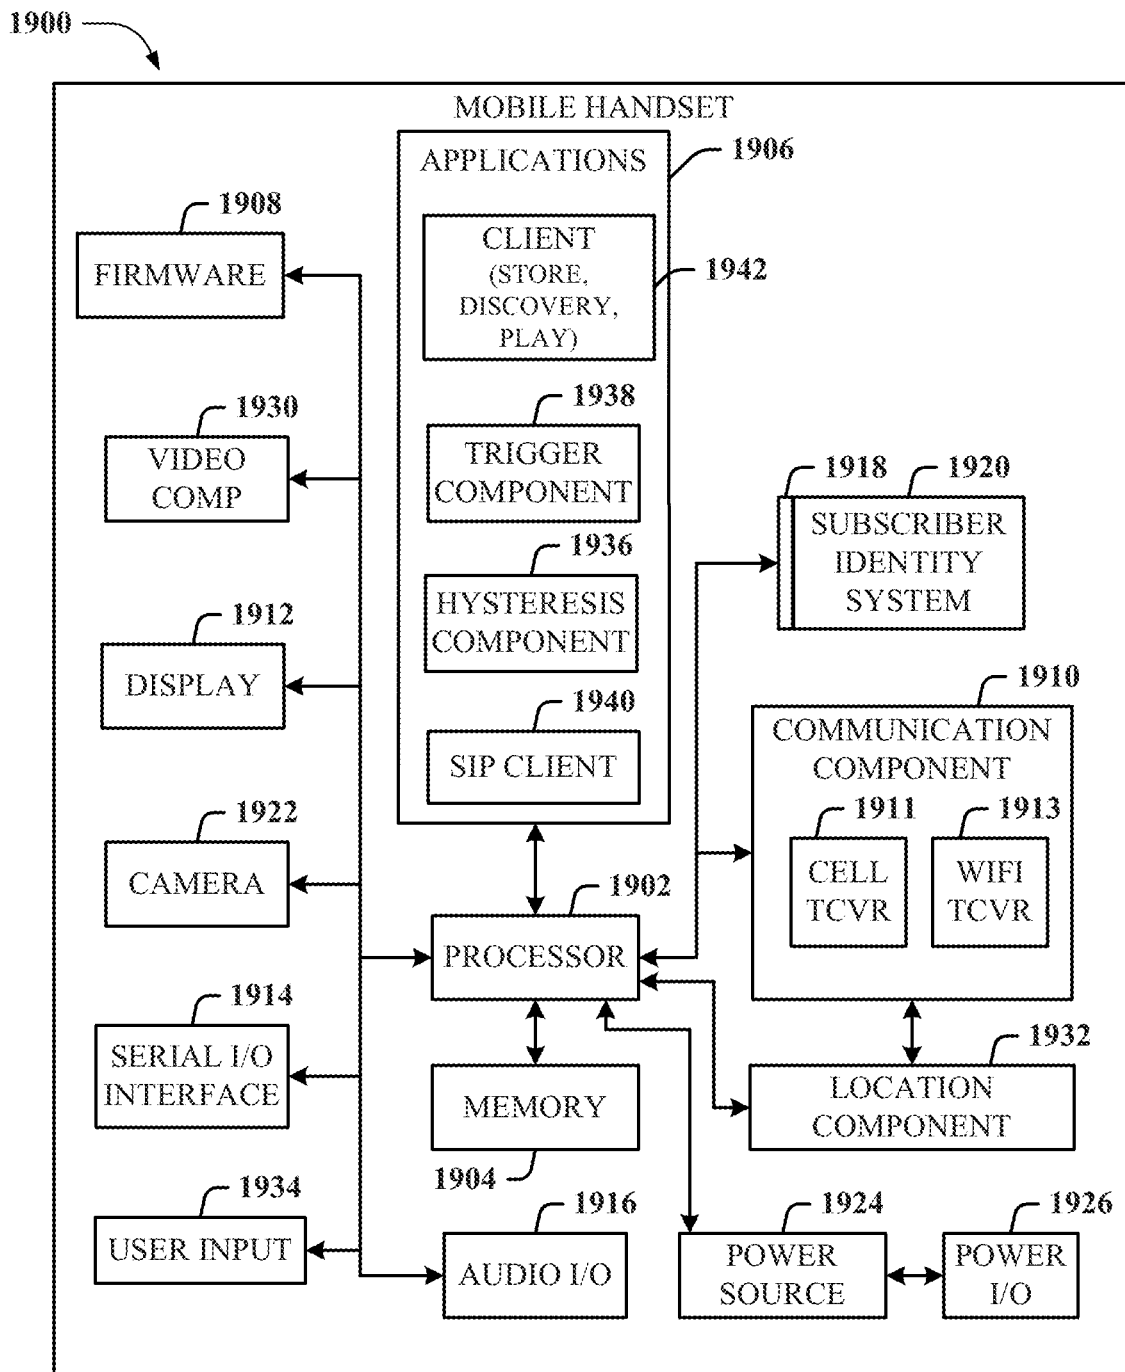 1900
MOBILE HANDSET
APPLICATIONS
1906
CLIENT
(STORE,
DISCOVERY,
PLAY)
1942
1938
TRIGGER
COMPONENT
1936
HYSTERESIS
COMPONENT
1940
SIP CLIENT
1908
FIRMWARE
1930
VIDEO
COMP
1912
DISPLAY
1922
CAMERA
1914
SERIAL I/O
INTERFACE
1934
USER INPUT
1902
PROCESSOR
MEMORY
1904
1916
AUDIO I/O
1918
1920
SUBSCRIBER
IDENTITY
SYSTEM
1910
COMMUNICATION
COMPONENT
1911
CELL
TCVR
1913
WIFI
TCVR
1932
LOCATION
COMPONENT
1924
POWER
SOURCE
1926
POWER
I/O